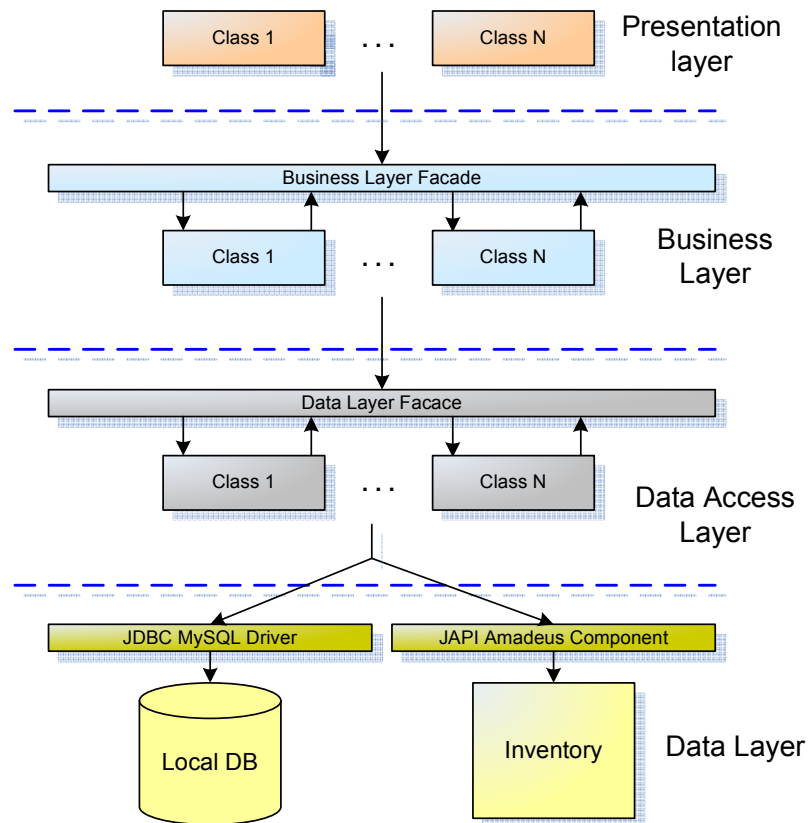 Class 1
. . .
Class N
Presentation
layer
Business Layer Facade
Class 1
. . .
Class N
Business
Layer
Data Layer Facace
Class 1
. . .
Class N
Data Access
Layer
JDBC MySQL Driver
JAPI Amadeus Component
Local DB
Inventory
Data Layer